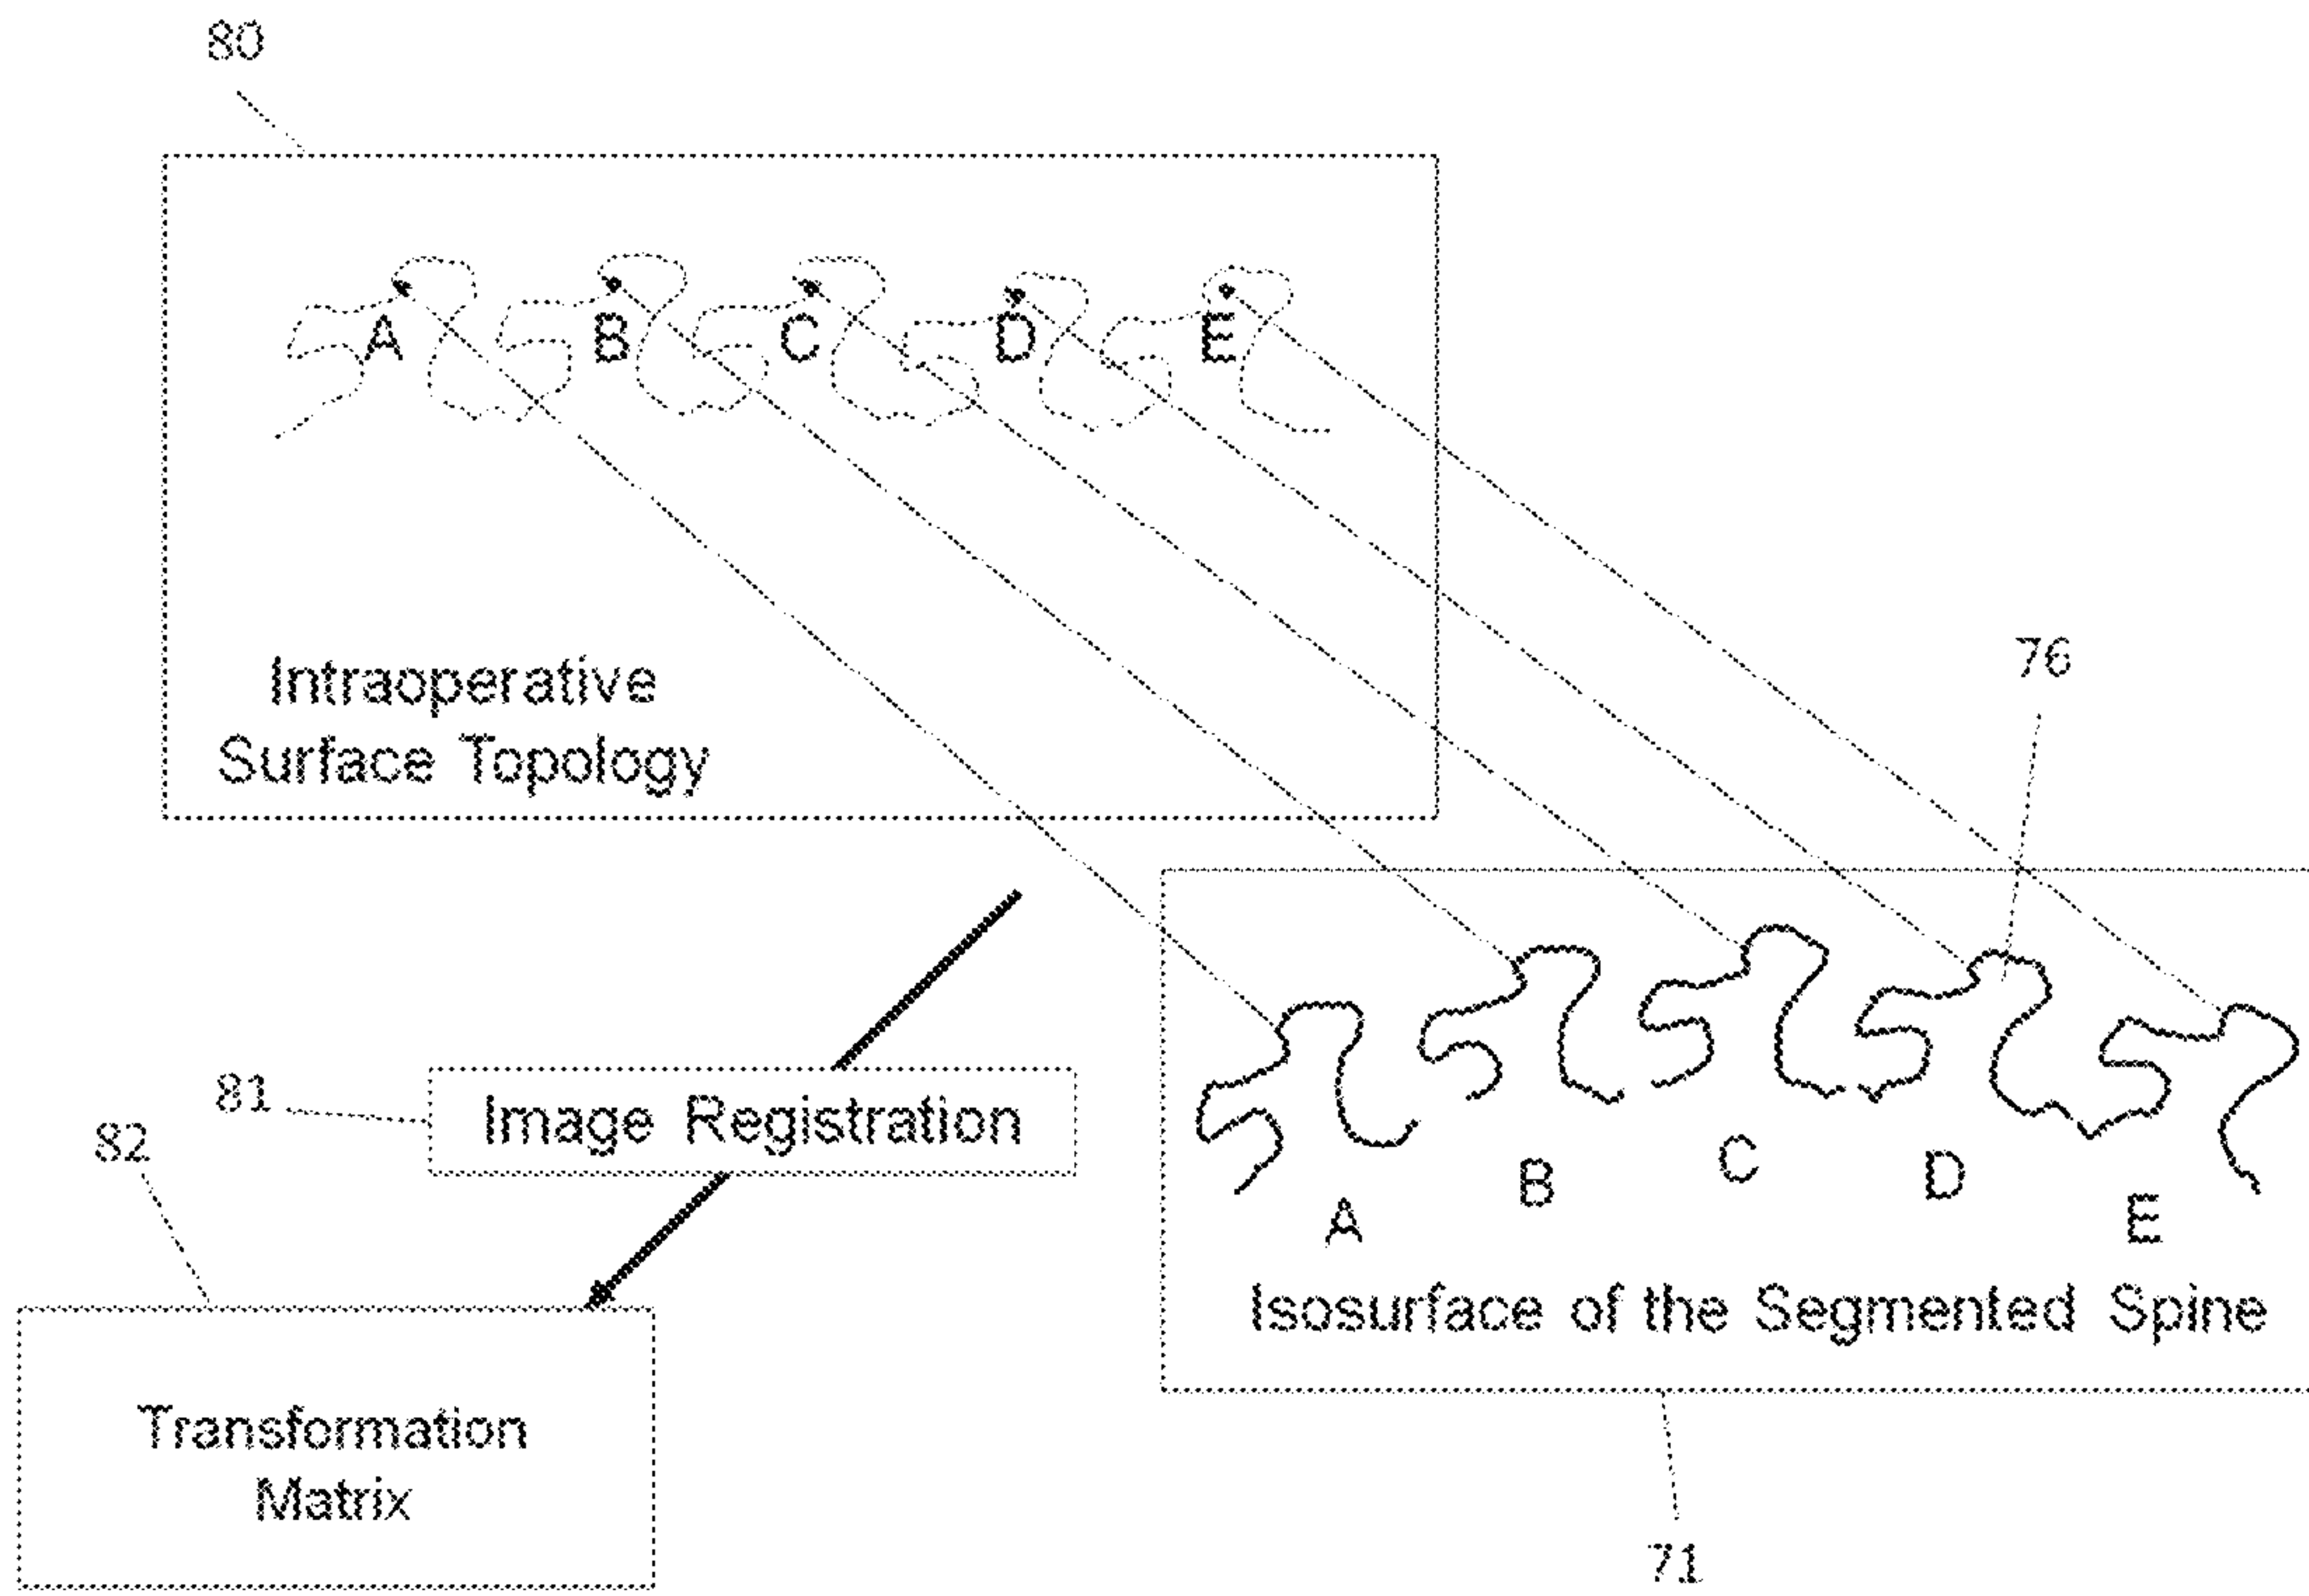 80
A B C D E
Intraoperative
Surface Topology
76
81
Image Registration
82
A B C D E
Isosurface of the Segmented Spine
Transformation
Matrix
71